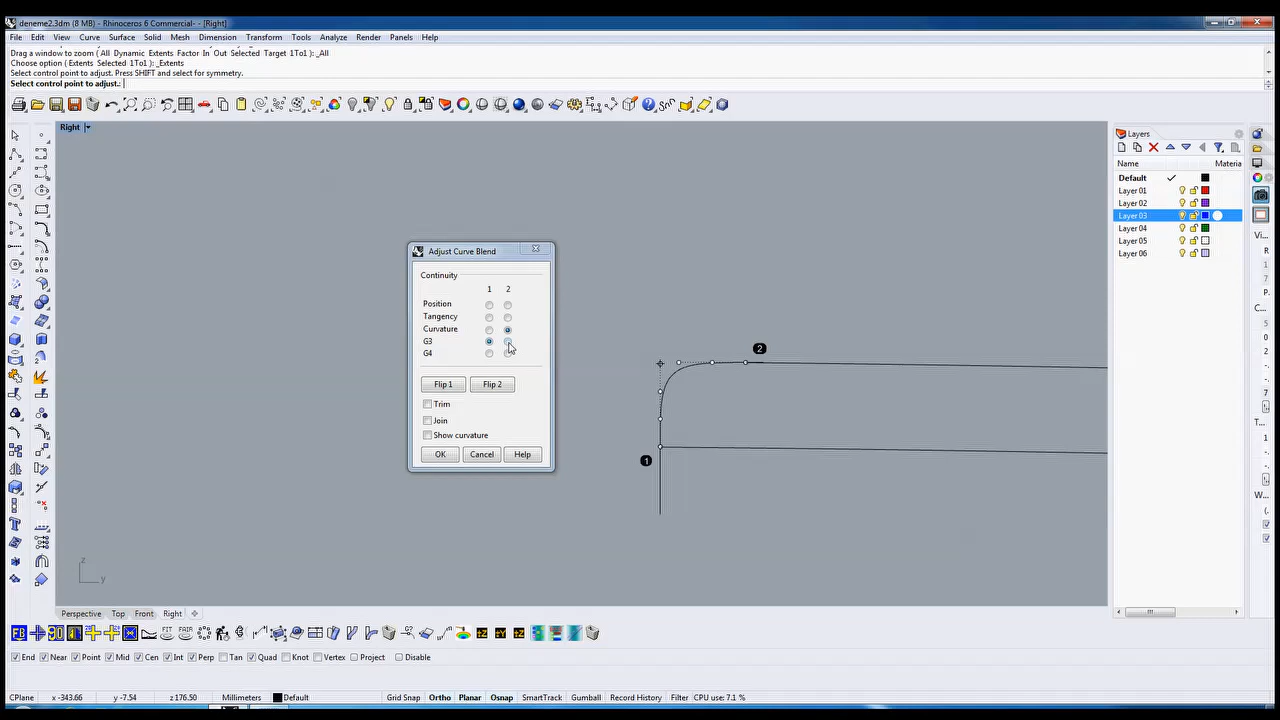 deneme2.3dm (8 MB) - Rhinoceros 6 Commercial- - [Right]
File Edit View Curve Surface Solid Mesh Dimension Transform Tools Analyze Render Panels Help
Drag a window to zoom ( All Dynamic Extents Factor In Out Selected Target 1To1 ): _All
Choose option ( Extents Selected 1To1 ): _Extents
Select control point to adjust. Press SHIFT and select for symmetry.
Select control point to adjust.:
Right
Layers
Name Materia
Default
Layer 01
Layer 02
Layer 03
Layer 04
Layer 05
Layer 06
Adjust Curve Blend
Continuity
1 2
Position
Tangency
Curvature
G3
G4
Flip 1 Flip 2
Trim
Join
Show curvature
OK Cancel Help
2
1
z
y
Perspective Top Front Right
End Near Point Mid Cen Int Perp Tan Quad Knot Vertex Project Disable
CPlane x -343.66 y -7.54 z 176.50 Millimeters Default Grid Snap Ortho Planar Osnap SmartTrack Gumball Record History Filter CPU use: 7.1 %